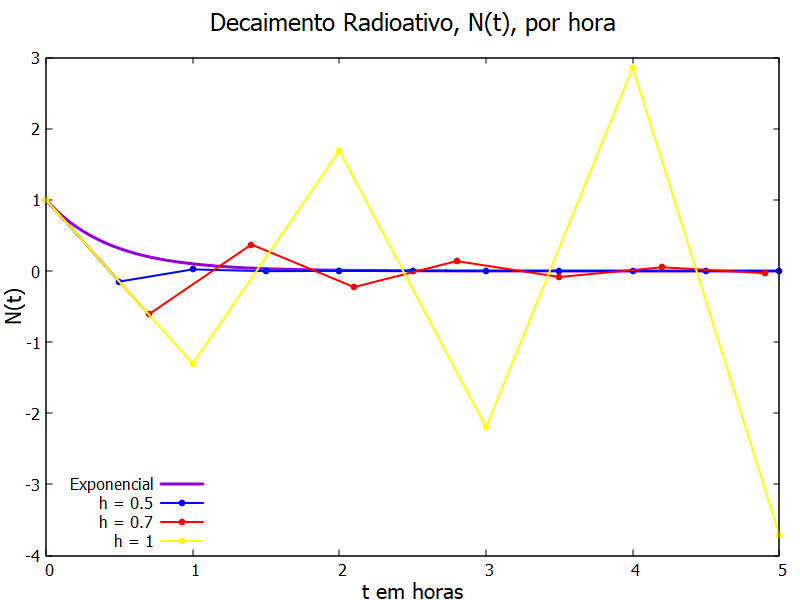 Decaimento Radioativo, N(t), por hora
3
2
1
0
-1
-2
-3
-4
N(t)
Exponencial
h = 0.5
h = 0.7
h = 1
0 1 2 3 4 5
t em horas